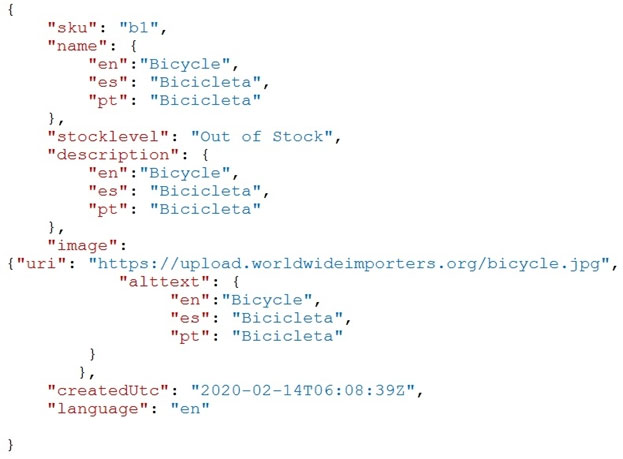 {
"sku": "b1",
"name": {
"en":"Bicycle",
"es": "Bicicleta",
"pt": "Bicicleta"
},
"stocklevel": "Out of Stock",
"description": {
"en":"Bicycle",
"es": "Bicicleta",
"pt": "Bicicleta"
},
"image":
{"uri": "https://upload.worldwideimporters.org/bicycle.jpg",
"alttext": {
"en":"Bicycle",
"es": "Bicicleta",
"pt": "Bicicleta"
}
},
"createdUtc": "2020-02-14T06:08:39Z",
"language": "en"
}